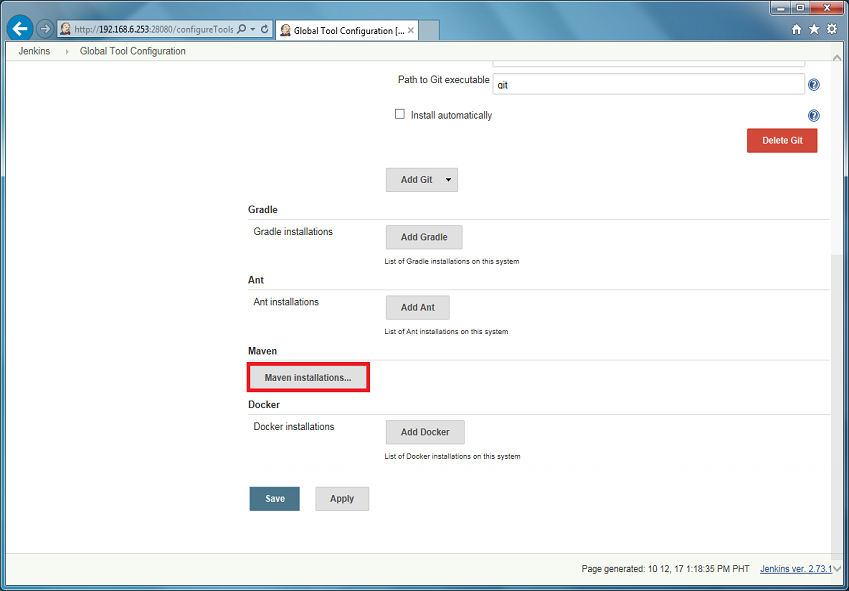 http://192.168.6.253:28080/configureTools
Global Tool Configuration [...
Jenkins
Global Tool Configuration
Path to Git executable
git
Install automatically
Delete Git
Add Git
Gradle
Gradle installations
Add Gradle
List of Gradle installations on this system
Ant
Ant installations
Add Ant
List of Ant installations on this system
Maven
Maven installations...
Docker
Docker installations
Add Docker
List of Docker installations on this system
Save
Apply
Page generated: 10 12, 17 1:18:35 PM PHT
Jenkins ver. 2.73.1